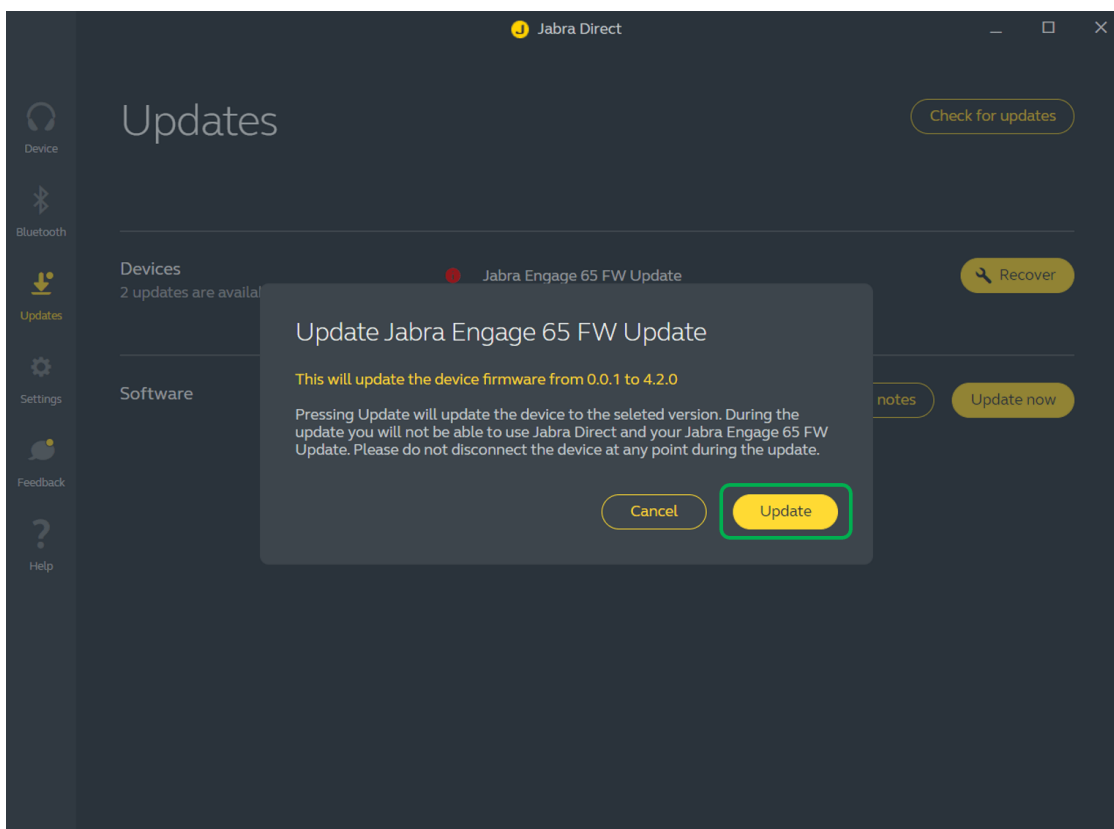 Jabra Direct
Updates
Check for updates
Device
Bluetooth
Devices
Jabra Engage 65 FW Update
Recover
2 updates are availa
Updates
Update Jabra Engage 65 FW Update
This will update the device firmware from 0.0.1 to 4.2.0
Settings
Software
notes
Update now
Pressing Update will update the device to the seleted version. During the
update you will not be able to use Jabra Direct and your Jabra Engage 65 FW
Update. Please do not disconnect the device at any point during the update.
Feedback
Cancel
Update
Help